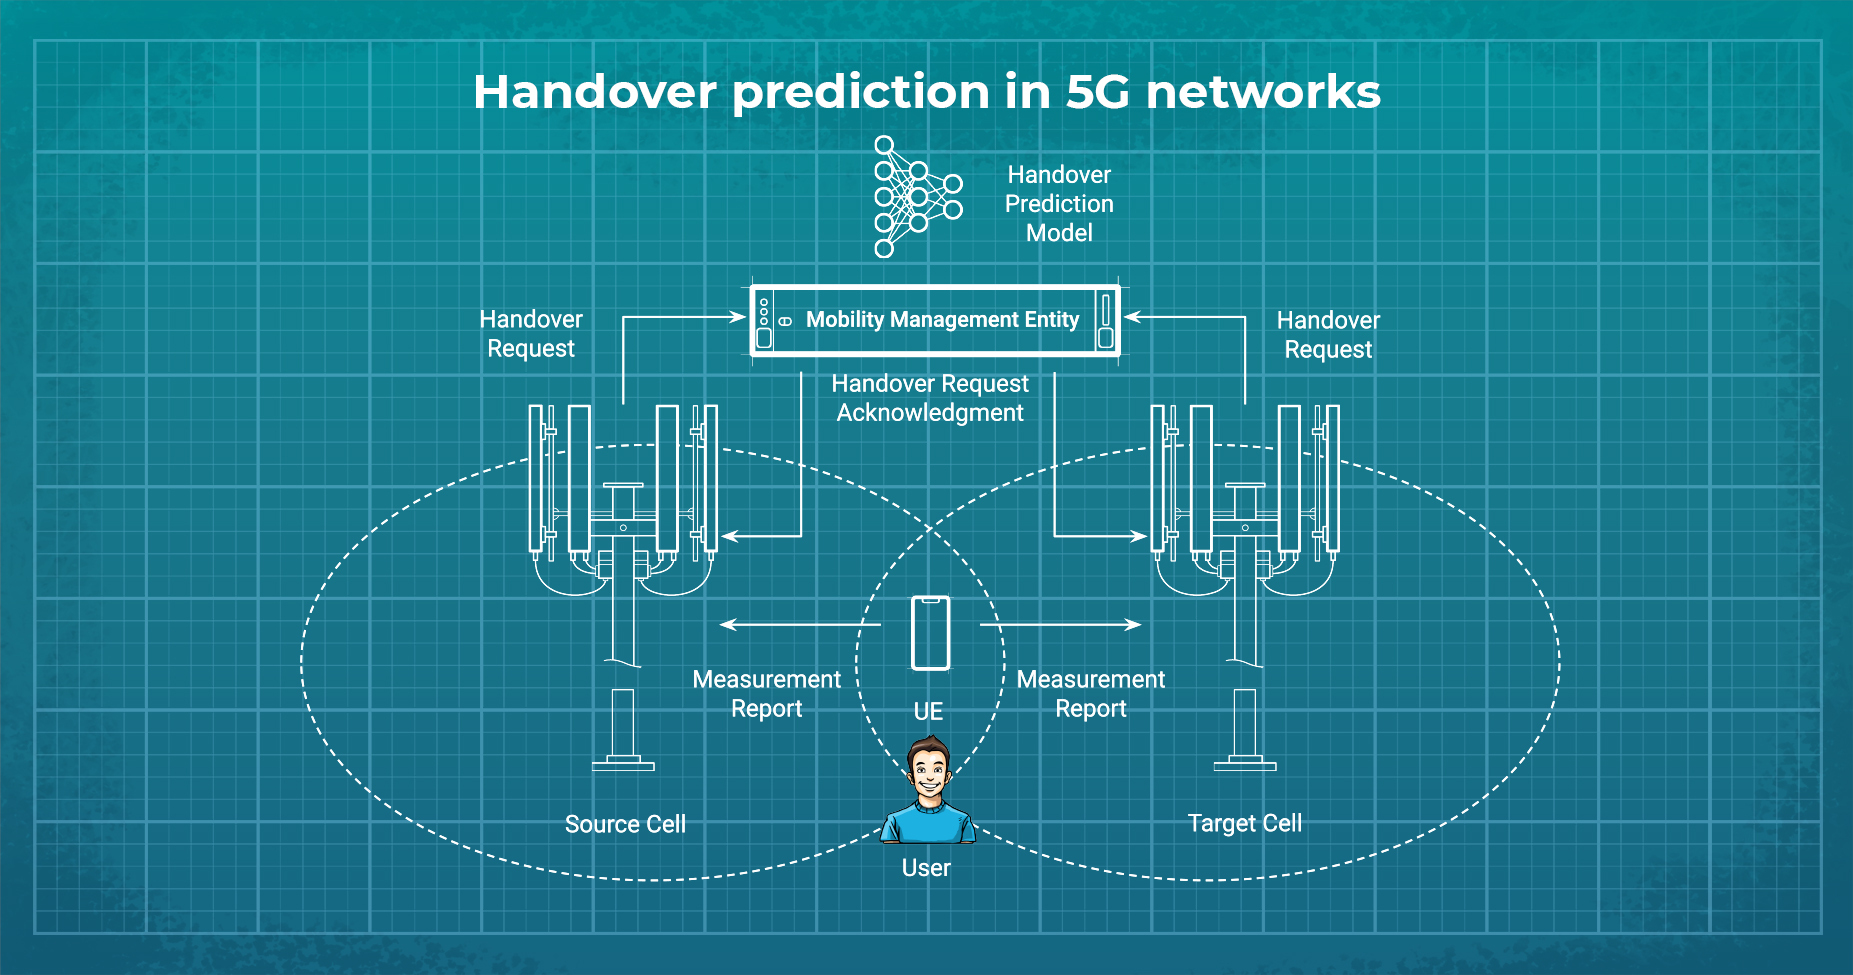 Handover prediction in 5G networks
Handover
Prediction
Model
Handover
Request
Mobility Management Entity
Handover
Request
Handover Request
Acknowledgment
Measurement
Report
UE
Measurement
Report
Source Cell
User
Target Cell